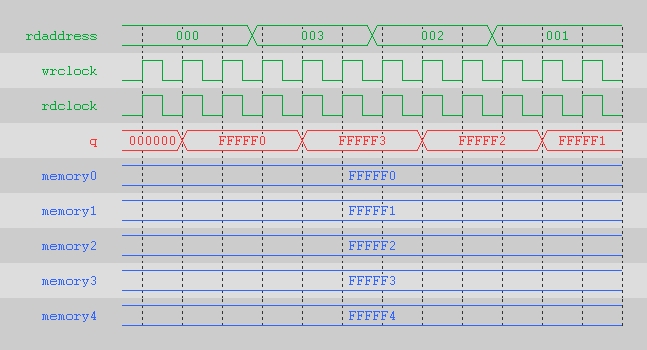 rdaddress 000 003 002 001
wrclock
rdclock
q 000000 FFFFF0 FFFFF3 FFFFF2 FFFFF1
memory0 FFFFF0
memory1 FFFFF1
memory2 FFFFF2
memory3 FFFFF3
memory4 FFFFF4